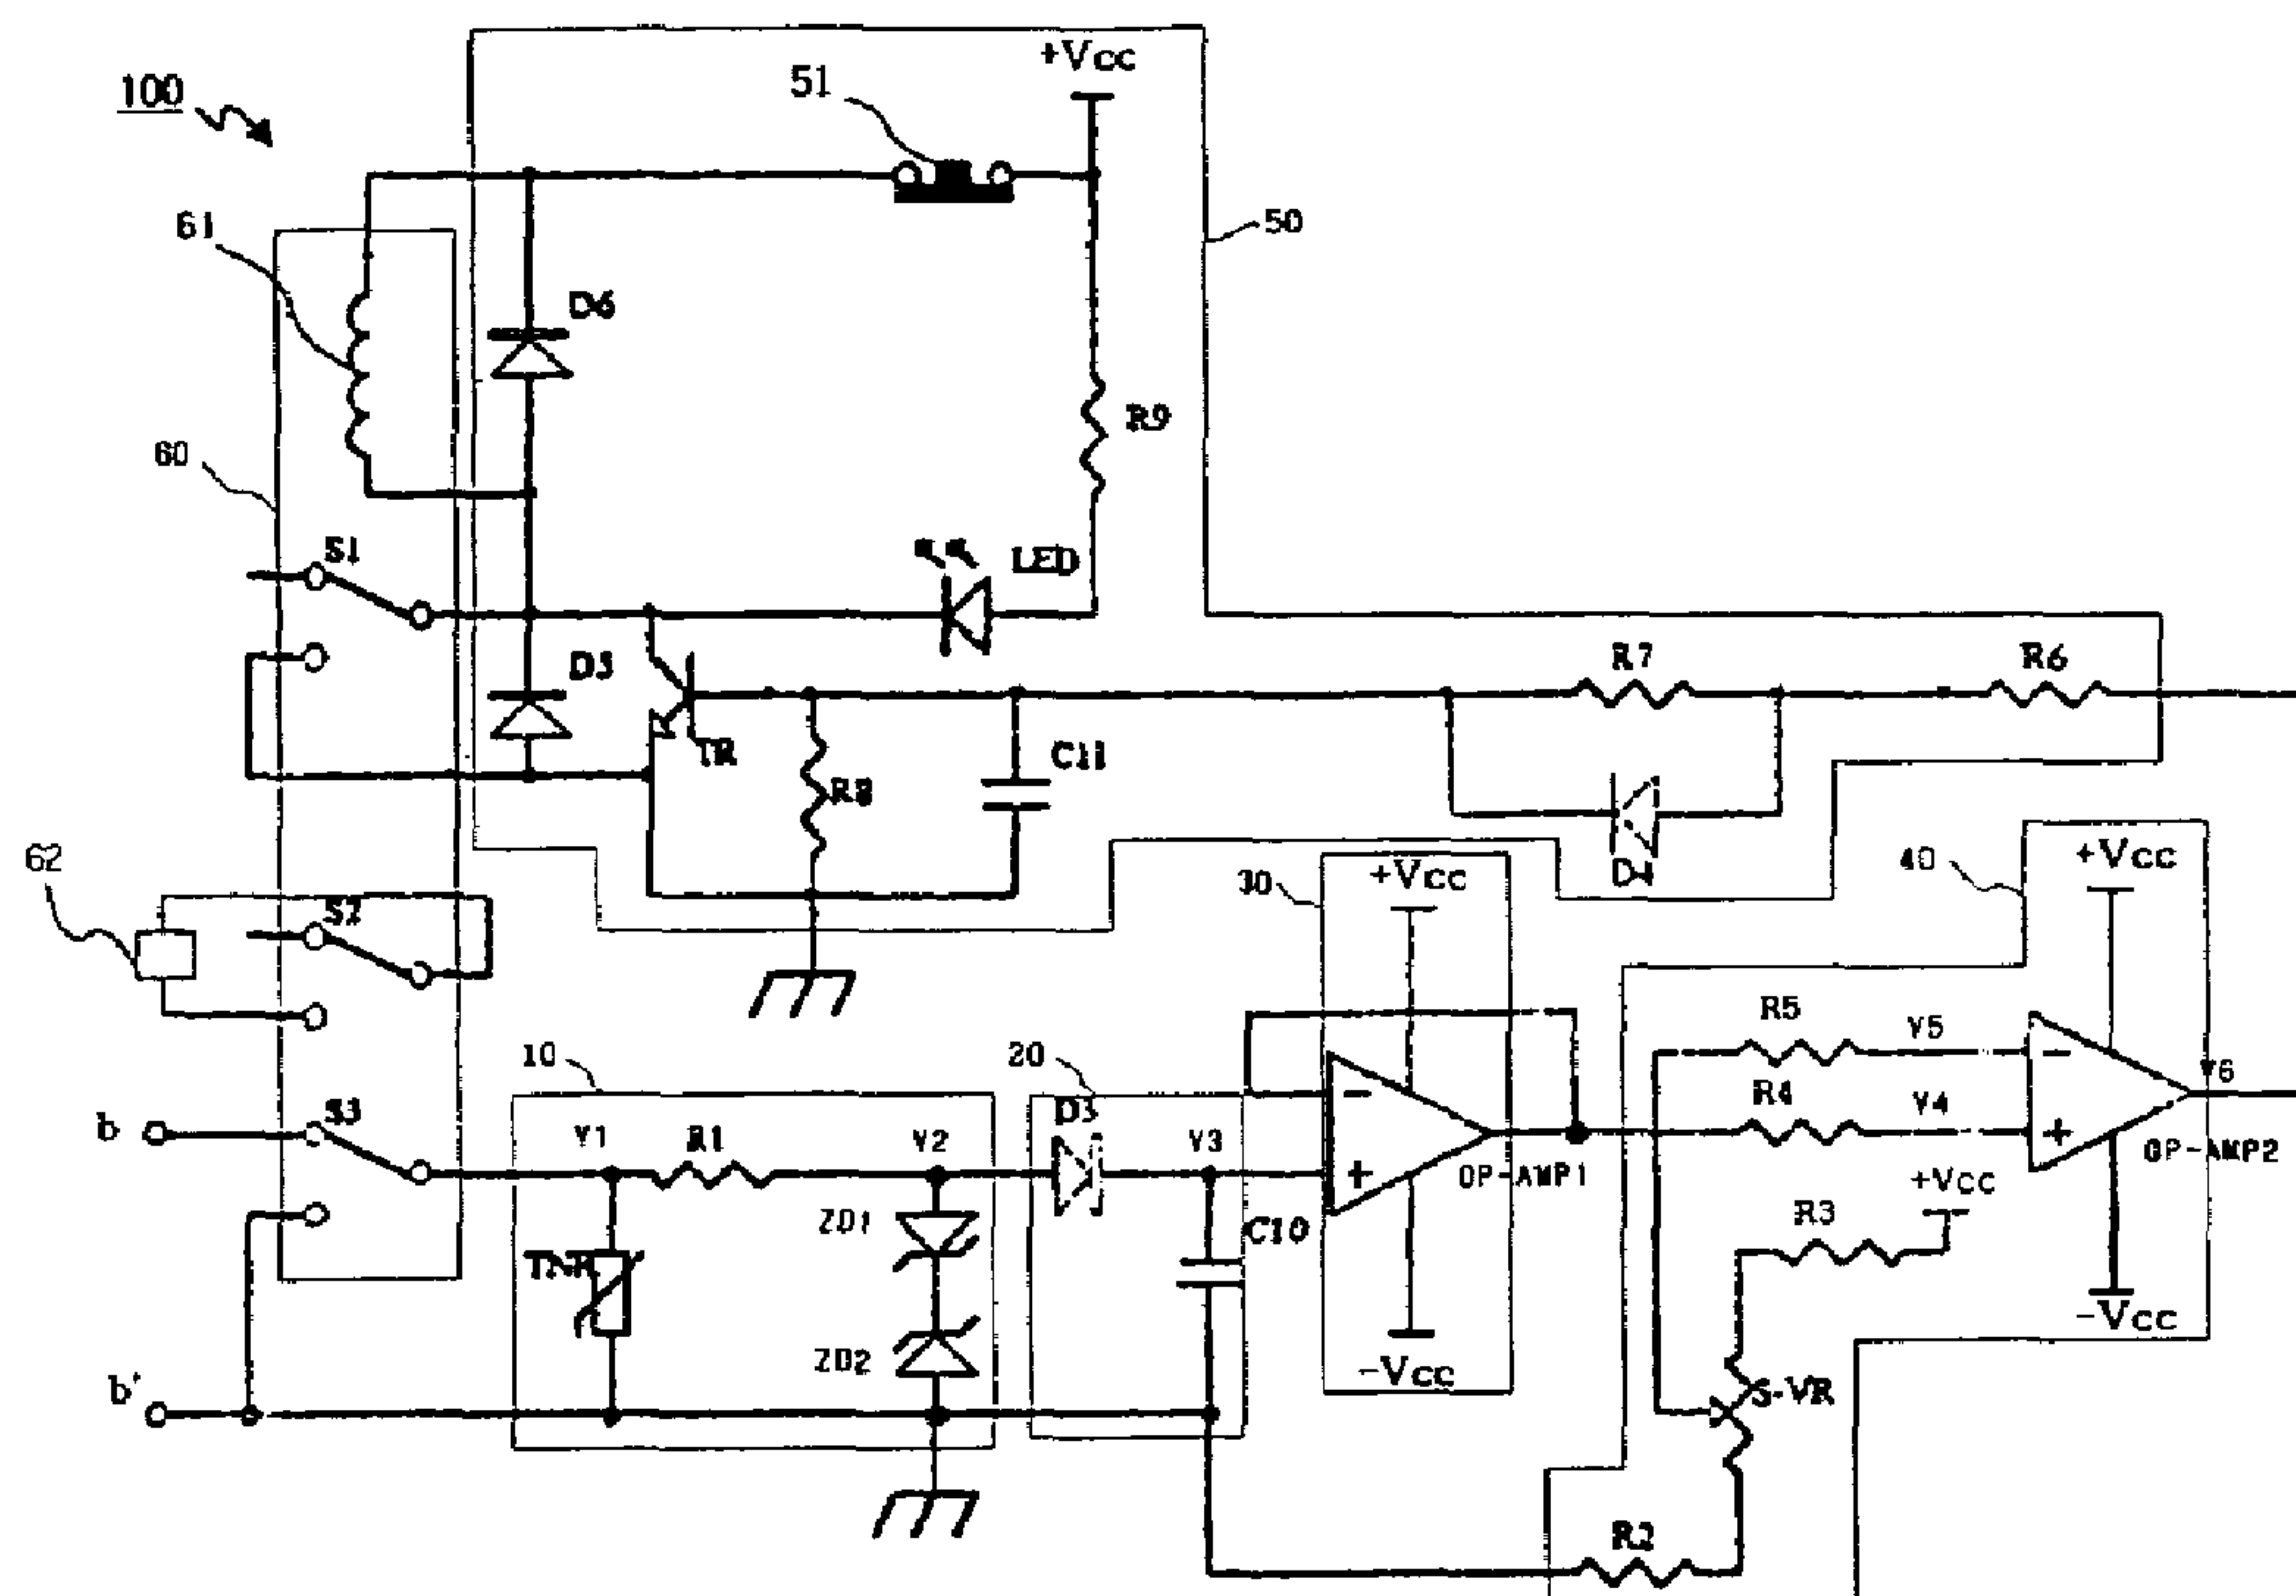 +Vcc
51
100
61
50
D6
R9
60
S1
LED
D5
R7
R6
TR
R8
C11
62
30
+Vcc
D4
40
+Vcc
S2
R5
V5
10
20
b
S3
V1
R1
V2
D3
V3
R4
V4
V6
OP-AMP1
OP-AMP2
ZD1
C10
R3
+Vcc
TNR
-Vcc
ZD2
-Vcc
b'
S-VR
R2